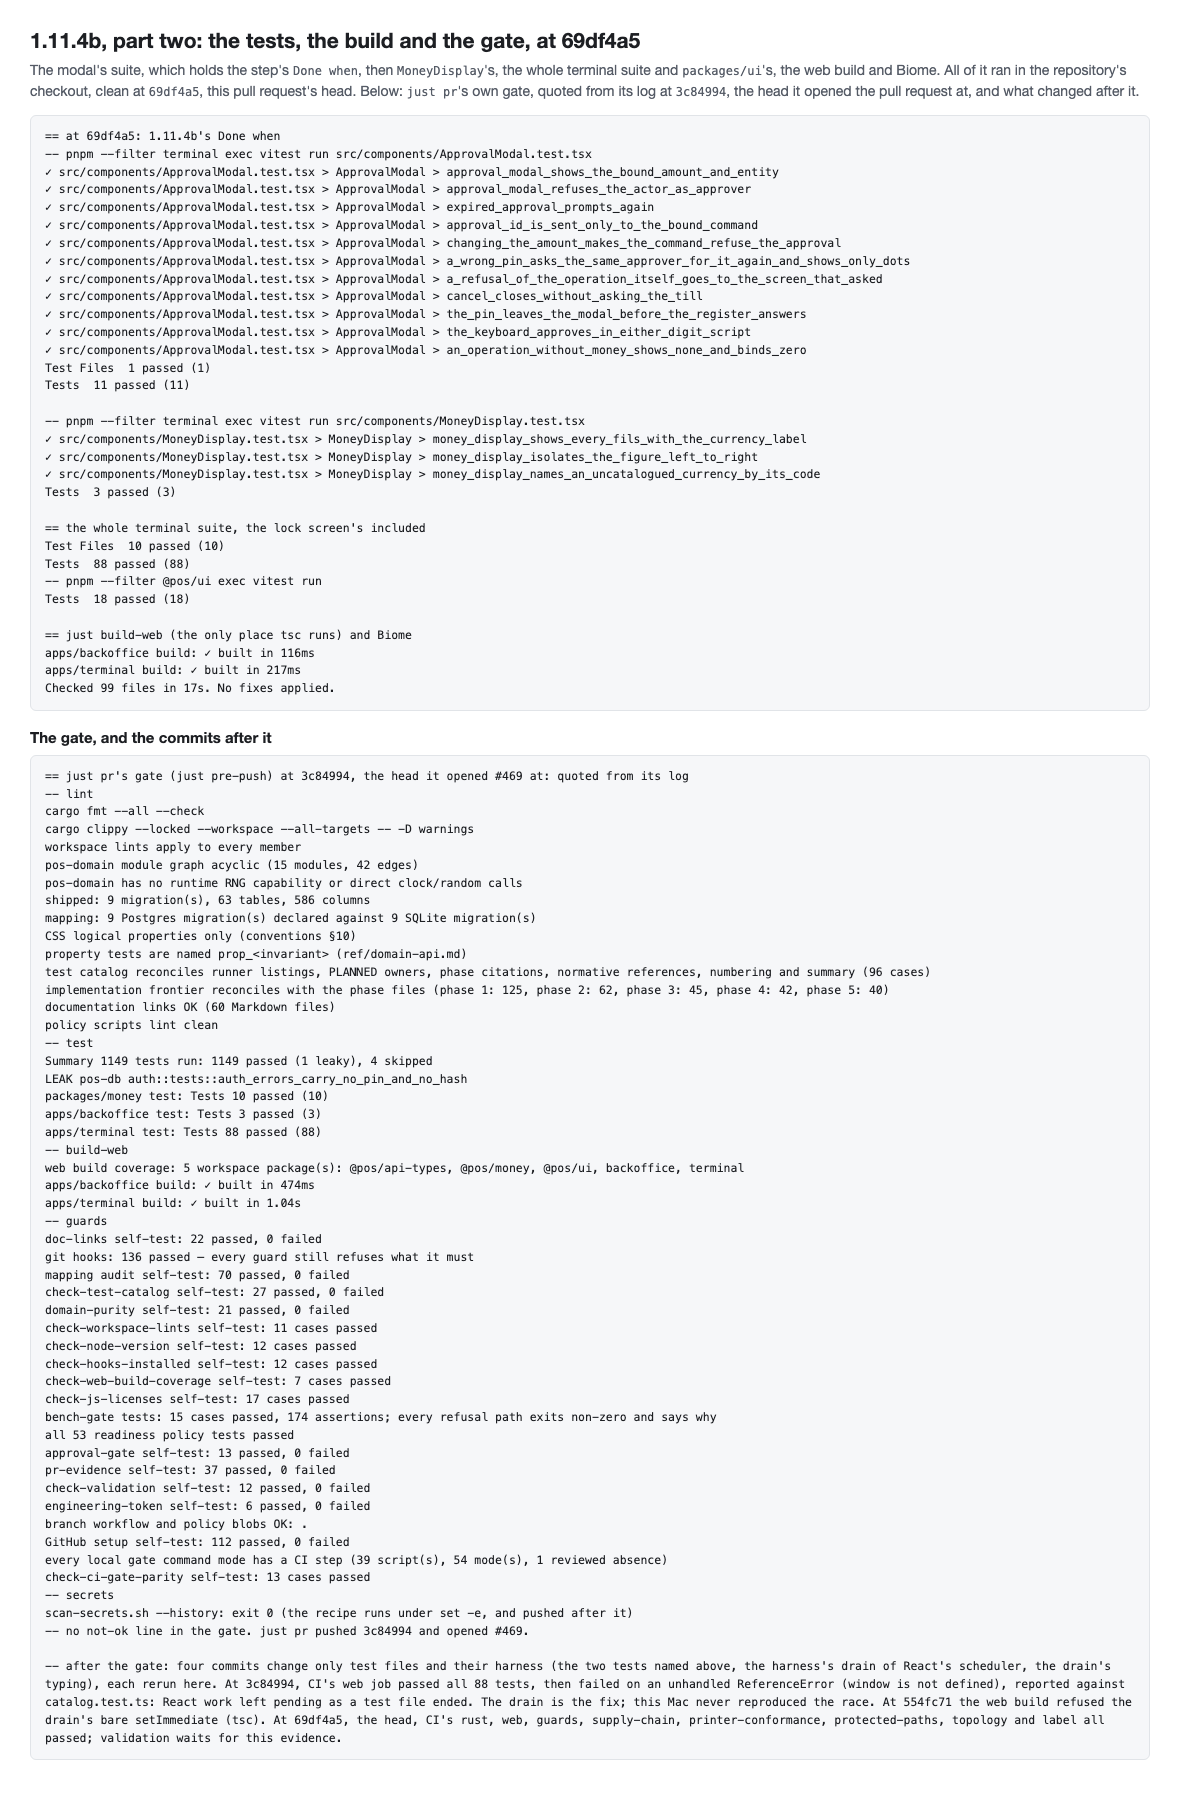 1.11.4b, part two: the tests, the build and the gate, at 69df4a5
The modal's suite, which holds the step's Done when, then MoneyDisplay's, the whole terminal suite and packages/ui's, the web build and Biome. All of it ran in the repository's
checkout, clean at 69df4a5, this pull request's head. Below: just pr's own gate, quoted from its log at 3c84994, the head it opened the pull request at, and what changed after it.
== at 69df4a5: 1.11.4b's Done when
-- pnpm --filter terminal exec vitest run src/components/ApprovalModal.test.tsx
✓ src/components/ApprovalModal.test.tsx > ApprovalModal > approval_modal_shows_the_bound_amount_and_entity
✓ src/components/ApprovalModal.test.tsx > ApprovalModal > approval_modal_refuses_the_actor_as_approver
✓ src/components/ApprovalModal.test.tsx > ApprovalModal > expired_approval_prompts_again
✓ src/components/ApprovalModal.test.tsx > ApprovalModal > approval_id_is_sent_only_to_the_bound_command
✓ src/components/ApprovalModal.test.tsx > ApprovalModal > changing_the_amount_makes_the_command_refuse_the_approval
✓ src/components/ApprovalModal.test.tsx > ApprovalModal > a_wrong_pin_asks_the_same_approver_for_it_again_and_shows_only_dots
✓ src/components/ApprovalModal.test.tsx > ApprovalModal > a_refusal_of_the_operation_itself_goes_to_the_screen_that_asked
✓ src/components/ApprovalModal.test.tsx > ApprovalModal > cancel_closes_without_asking_the_till
✓ src/components/ApprovalModal.test.tsx > ApprovalModal > the_pin_leaves_the_modal_before_the_register_answers
✓ src/components/ApprovalModal.test.tsx > ApprovalModal > the_keyboard_approves_in_either_digit_script
✓ src/components/ApprovalModal.test.tsx > ApprovalModal > an_operation_without_money_shows_none_and_binds_zero
Test Files  1 passed (1)
Tests  11 passed (11)
-- pnpm --filter terminal exec vitest run src/components/MoneyDisplay.test.tsx
✓ src/components/MoneyDisplay.test.tsx > MoneyDisplay > money_display_shows_every_fils_with_the_currency_label
✓ src/components/MoneyDisplay.test.tsx > MoneyDisplay > money_display_isolates_the_figure_left_to_right
✓ src/components/MoneyDisplay.test.tsx > MoneyDisplay > money_display_names_an_uncatalogued_currency_by_its_code
Tests  3 passed (3)
== the whole terminal suite, the lock screen's included
Test Files  10 passed (10)
Tests  88 passed (88)
-- pnpm --filter @pos/ui exec vitest run
Tests  18 passed (18)
== just build-web (the only place tsc runs) and Biome
apps/backoffice build: ✓ built in 116ms
apps/terminal build: ✓ built in 217ms
Checked 99 files in 17s. No fixes applied.
The gate, and the commits after it
== just pr's gate (just pre-push) at 3c84994, the head it opened #469 at: quoted from its log
-- lint
cargo fmt --all --check
cargo clippy --locked --workspace --all-targets -- -D warnings
workspace lints apply to every member
pos-domain module graph acyclic (15 modules, 42 edges)
pos-domain has no runtime RNG capability or direct clock/random calls
shipped: 9 migration(s), 63 tables, 586 columns
mapping: 9 Postgres migration(s) declared against 9 SQLite migration(s)
CSS logical properties only (conventions §10)
property tests are named prop_<invariant> (ref/domain-api.md)
test catalog reconciles runner listings, PLANNED owners, phase citations, normative references, numbering and summary (96 cases)
implementation frontier reconciles with the phase files (phase 1: 125, phase 2: 62, phase 3: 45, phase 4: 42, phase 5: 40)
documentation links OK (60 Markdown files)
policy scripts lint clean
-- test
Summary 1149 tests run: 1149 passed (1 leaky), 4 skipped
LEAK pos-db auth::tests::auth_errors_carry_no_pin_and_no_hash
packages/money test: Tests 10 passed (10)
apps/backoffice test: Tests 3 passed (3)
apps/terminal test: Tests 88 passed (88)
-- build-web
web build coverage: 5 workspace package(s): @pos/api-types, @pos/money, @pos/ui, backoffice, terminal
apps/backoffice build: ✓ built in 474ms
apps/terminal build: ✓ built in 1.04s
-- guards
doc-links self-test: 22 passed, 0 failed
git hooks: 136 passed — every guard still refuses what it must
mapping audit self-test: 70 passed, 0 failed
check-test-catalog self-test: 27 passed, 0 failed
domain-purity self-test: 21 passed, 0 failed
check-workspace-lints self-test: 11 cases passed
check-node-version self-test: 12 cases passed
check-hooks-installed self-test: 12 cases passed
check-web-build-coverage self-test: 7 cases passed
check-js-licenses self-test: 17 cases passed
bench-gate tests: 15 cases passed, 174 assertions; every refusal path exits non-zero and says why
all 53 readiness policy tests passed
approval-gate self-test: 13 passed, 0 failed
pr-evidence self-test: 37 passed, 0 failed
check-validation self-test: 12 passed, 0 failed
engineering-token self-test: 6 passed, 0 failed
branch workflow and policy blobs OK: .
GitHub setup self-test: 112 passed, 0 failed
every local gate command mode has a CI step (39 script(s), 54 mode(s), 1 reviewed absence)
check-ci-gate-parity self-test: 13 cases passed
-- secrets
scan-secrets.sh --history: exit 0 (the recipe runs under set -e, and pushed after it)
-- no not-ok line in the gate. just pr pushed 3c84994 and opened #469.
-- after the gate: four commits change only test files and their harness (the two tests named above, the harness's drain of React's scheduler, the drain's
typing), each rerun here. At 3c84994, CI's web job passed all 88 tests, then failed on an unhandled ReferenceError (window is not defined), reported against
catalog.test.ts: React work left pending as a test file ended. The drain is the fix; this Mac never reproduced the race. At 554fc71 the web build refused the
drain's bare setImmediate (tsc). At 69df4a5, the head, CI's rust, web, guards, supply-chain, printer-conformance, protected-paths, topology and label all
passed; validation waits for this evidence.